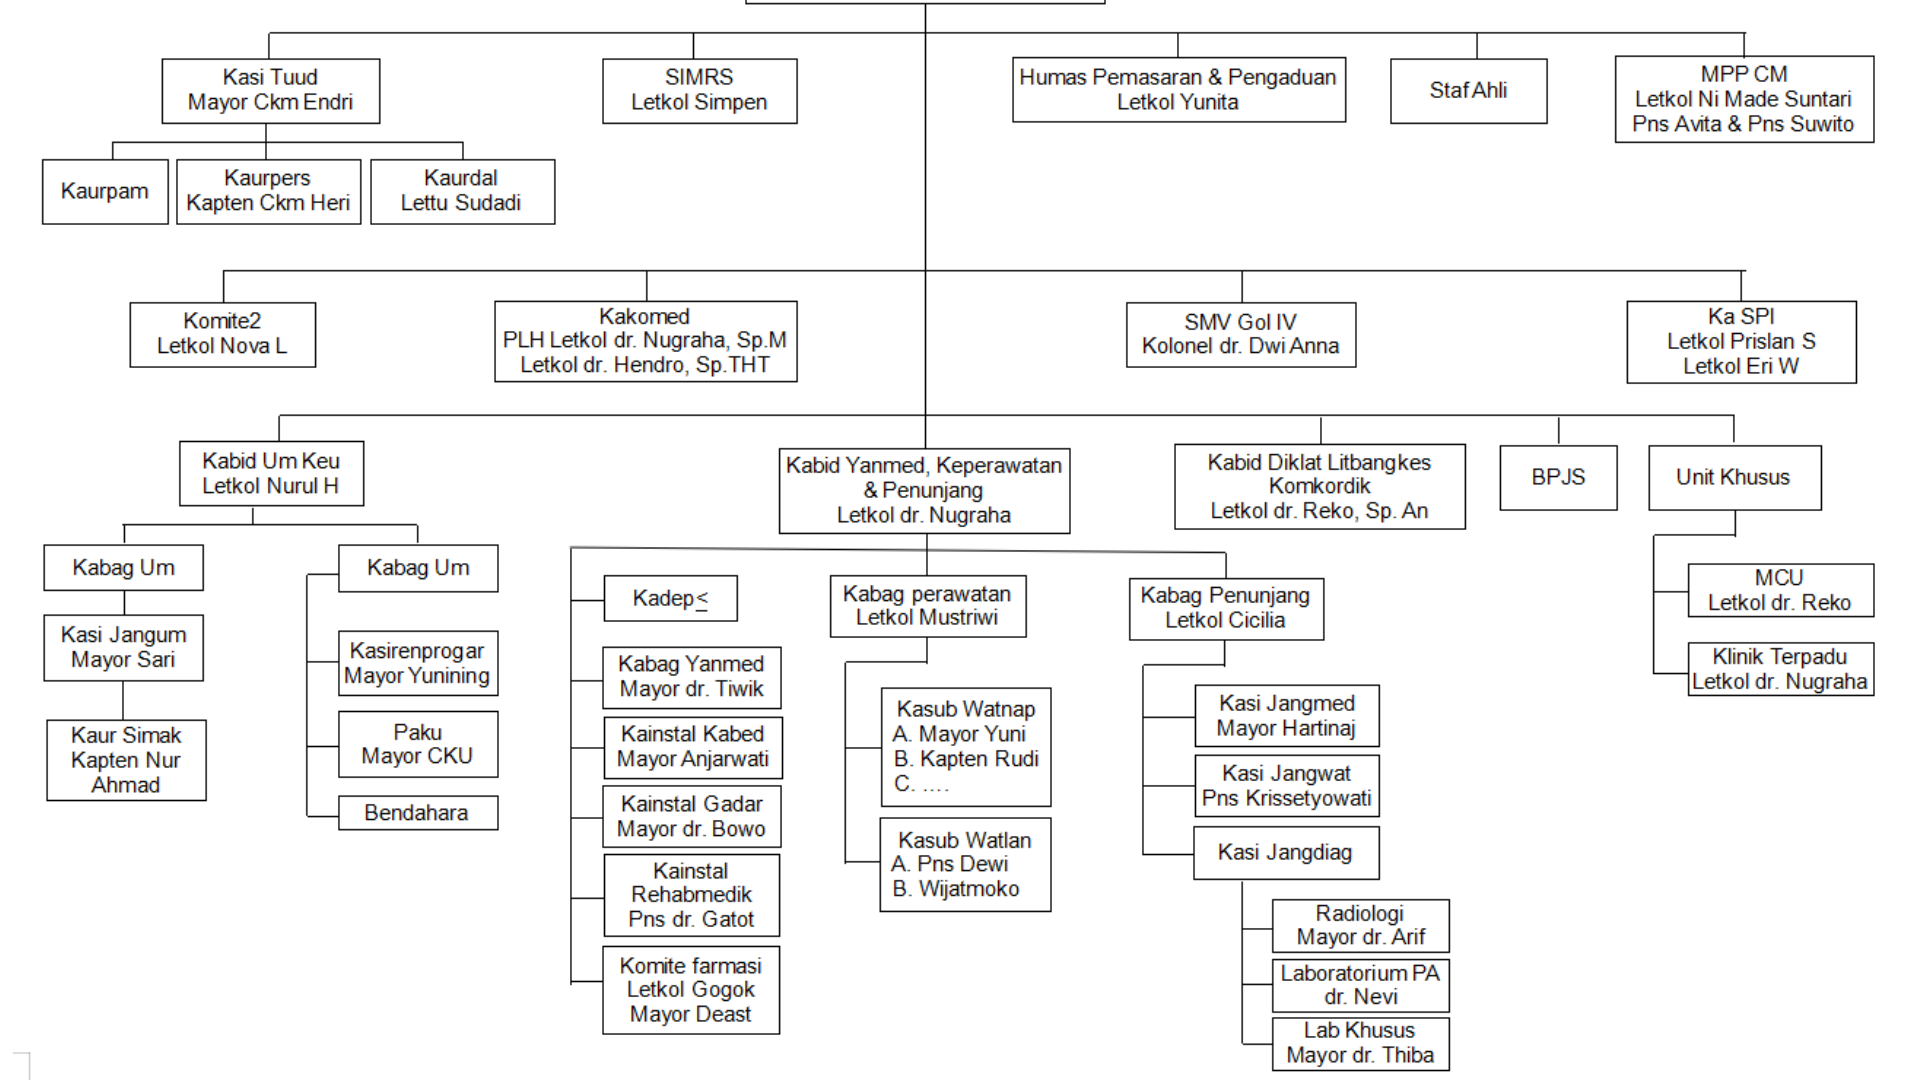 Kasi Tuud
Mayor Ckm Endri
SIMRS
Letkol Simpen
Humas Pemasaran & Pengaduan
Letkol Yunita
Staf Ahli
MPP CM
Letkol Ni Made Suntari
Pns Avita & Pns Suwito
Kaurpam
Kaurpers
Kapten Ckm Heri
Kaurdal
Lettu Sudadi
Komite2
Letkol Nova L
Kakomed
PLH Letkol dr. Nugraha, Sp.M
Letkol dr. Hendro, Sp.THT
SMV Gol IV
Kolonel dr. Dwi Anna
Ka SPI
Letkol Prislan S
Letkol Eri W
Kabid Um Keu
Letkol Nurul H
Kabid Yanmed, Keperawatan
& Penunjang
Letkol dr. Nugraha
Kabid Diklat Litbangkes
Komkordik
Letkol dr. Reko, Sp. An
BPJS
Unit Khusus
Kabag Um
Kasi Jangum
Mayor Sari
Kaur Simak
Kapten Nur
Ahmad
Kabag Um
Kasirenprogar
Mayor Yunining
Paku
Mayor CKU
Bendahara
Kadep<
Kabag Yanmed
Mayor dr. Tiwik
Kainstal Kabed
Mayor Anjarwati
Kainstal Gadar
Mayor dr. Bowo
Kainstal
Rehabmedik
Pns dr. Gatot
Komite farmasi
Letkol Gogok
Mayor Deast
Kabag perawatan
Letkol Mustriwi
Kasub Watnap
A. Mayor Yuni
B. Kapten Rudi
C. ....
Kasub Watlan
A. Pns Dewi
B. Wijatmoko
Kabag Penunjang
Letkol Cicilia
Kasi Jangmed
Mayor Hartinaj
Kasi Jangwat
Pns Krissetyowati
Kasi Jangdiag
Radiologi
Mayor dr. Arif
Laboratorium PA
dr. Nevi
Lab Khusus
Mayor dr. Thiba
MCU
Letkol dr. Reko
Klinik Terpadu
Letkol dr. Nugraha